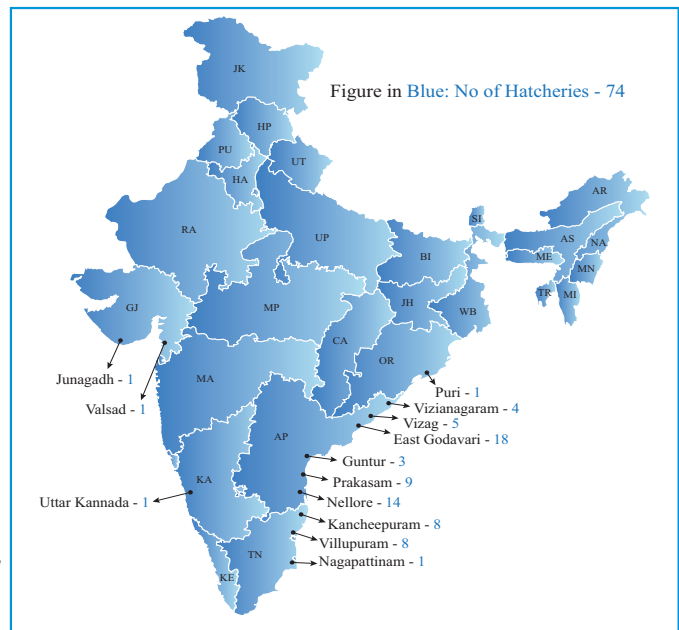 JK
Figure in Blue: No of Hatcheries - 74
HP
PU
UT
HA
AR
RA
SI
UP
AS
NA
BI
ME
MN
GJ
MP
JH
TR
MI
WB
CA
OR
Junagadh - 1
MA
Puri - 1
Valsad - 1
Vizianagaram - 4
Vizag - 5
AP
East Godavari - 18
Guntur - 3
KA
Prakasam - 9
Uttar Kannada - 1
Nellore - 14
Kancheepuram - 8
Villupuram - 8
TN
Nagapattinam - 1
KE